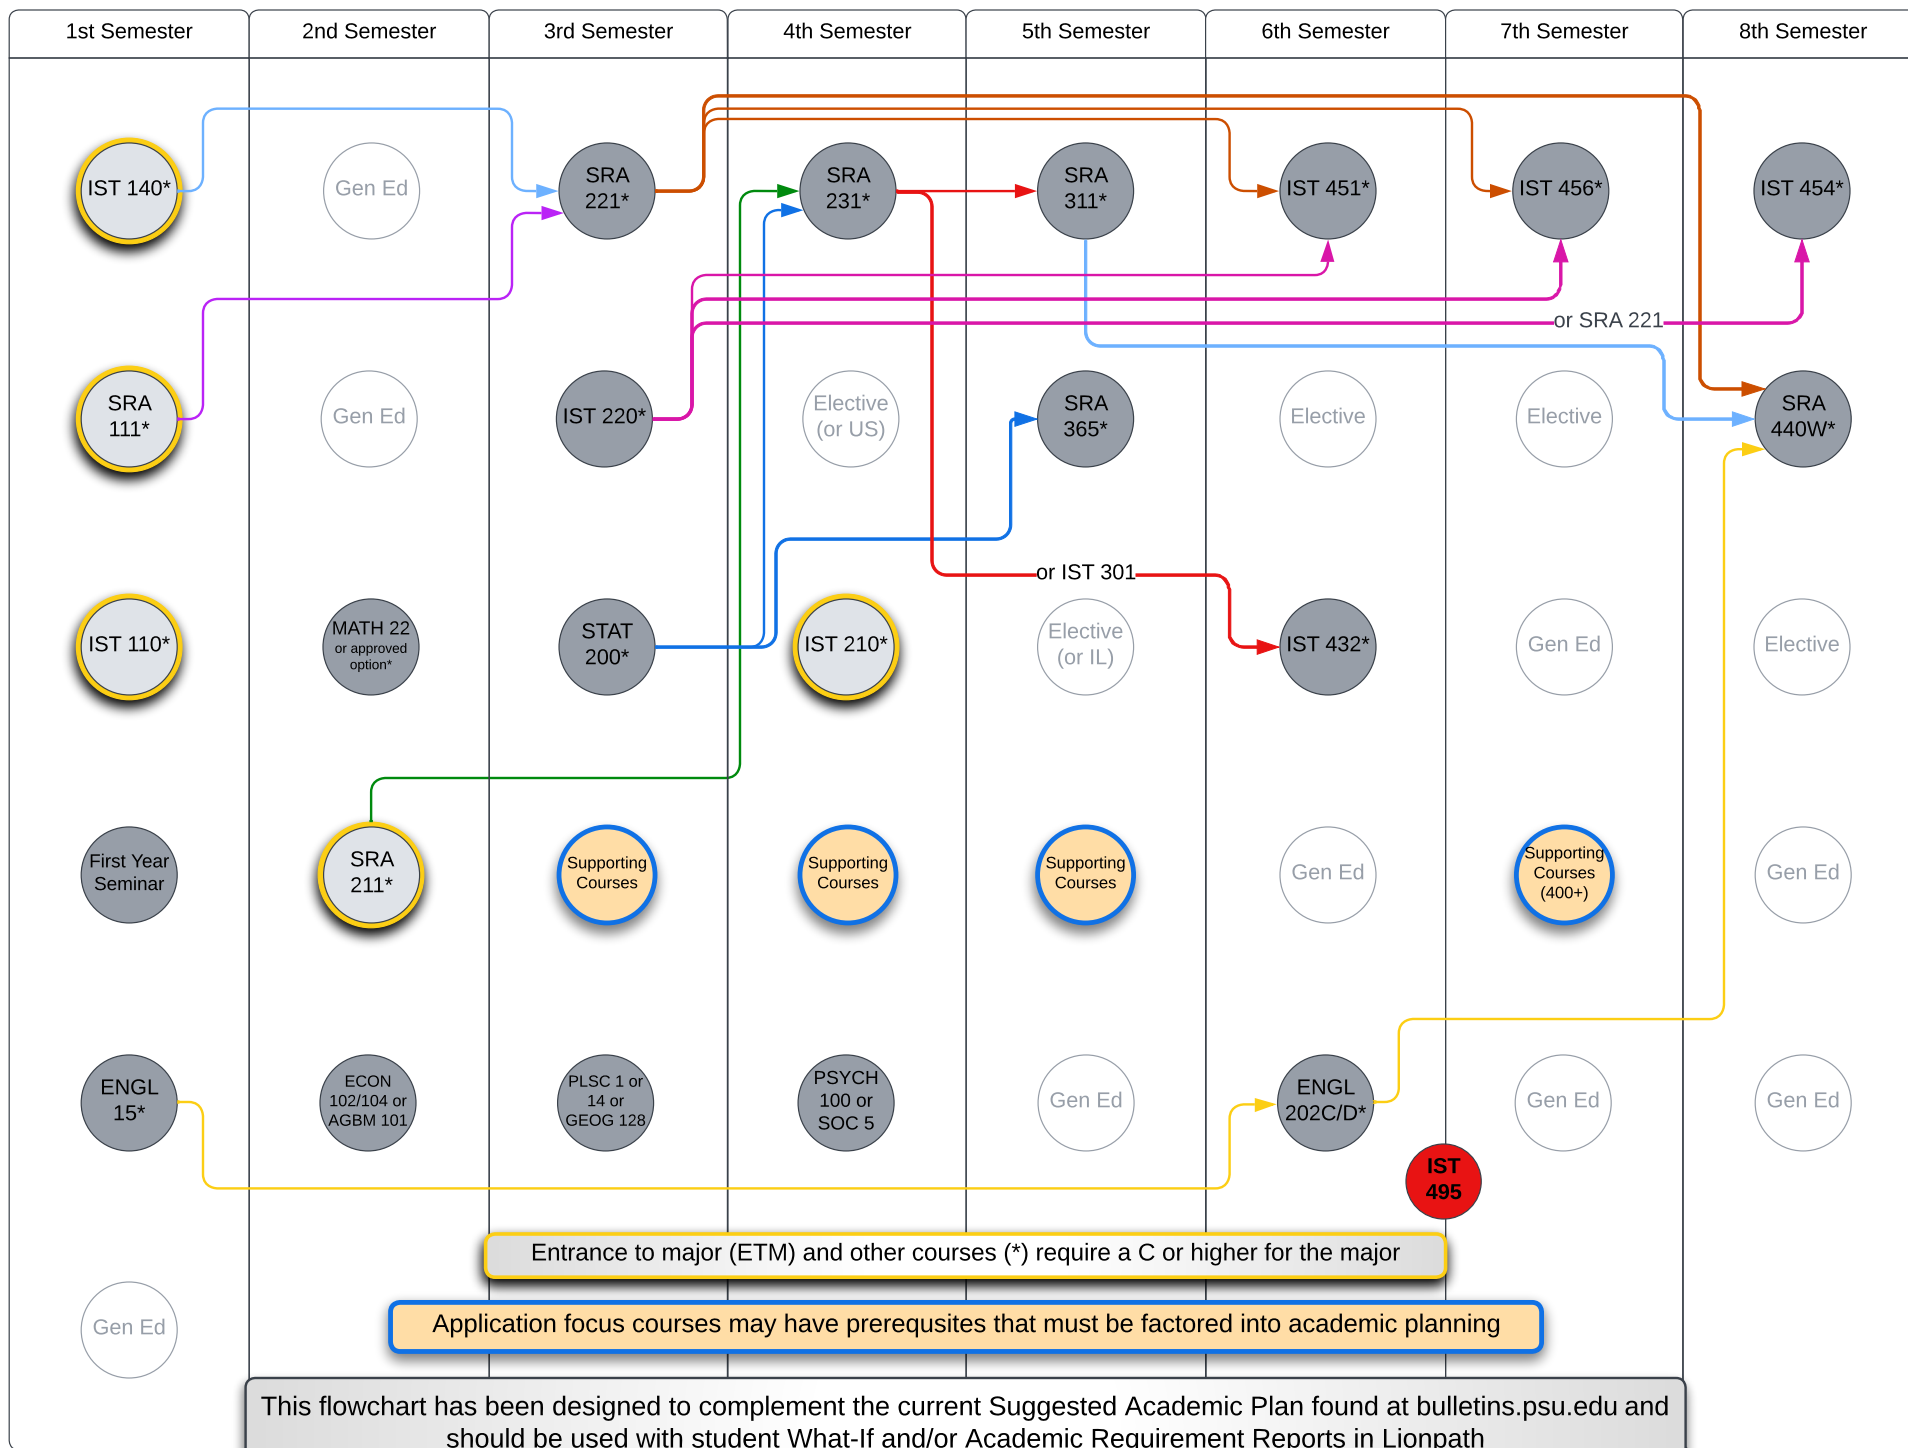 1st Semester
2nd Semester
3rd Semester
4th Semester
5th Semester
6th Semester
7th Semester
8th Semester
IST 140*
Gen Ed
SRA
221*
SRA
231*
SRA
311*
IST 451*
IST 456*
IST 454*
or SRA 221
SRA
111*
Gen Ed
IST 220*
Elective
(or US)
SRA
365*
Elective
Elective
SRA
440W*
or IST 301
IST 110*
MATH 22
or approved
option*
STAT
200*
IST 210*
Elective
(or IL)
IST 432*
Gen Ed
Elective
First Year
Seminar
SRA
211*
Supporting
Courses
Supporting
Courses
Supporting
Courses
Gen Ed
Supporting
Courses
(400+)
Gen Ed
ENGL
15*
ECON
102/104 or
AGBM 101
PLSC 1 or
14 or
GEOG 128
PSYCH
100 or
SOC 5
Gen Ed
ENGL
202C/D*
Gen Ed
Gen Ed
IST
495
Entrance to major (ETM) and other courses (*) require a C or higher for the major
Gen Ed
Application focus courses may have prerequsites that must be factored into academic planning
This flowchart has been designed to complement the current Suggested Academic Plan found at bulletins.psu.edu and
should be used with student What-If and/or Academic Requirement Reports in Lionpath